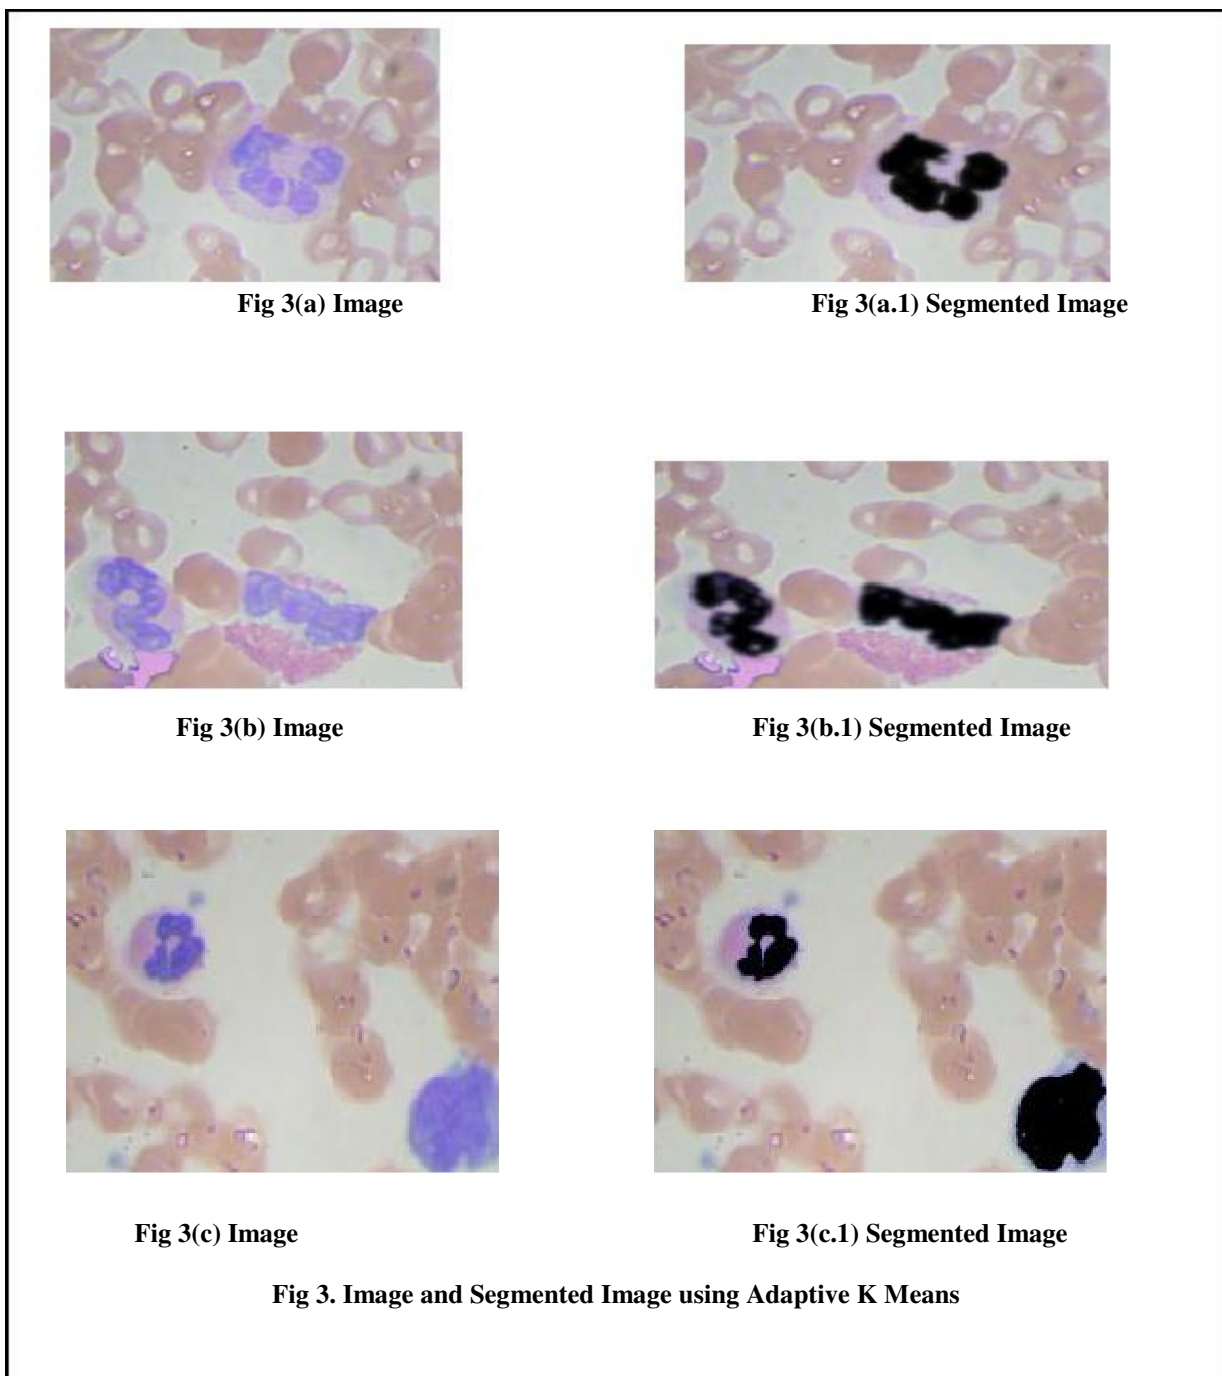 Fig 3(a) Image
Fig 3(a.1) Segmented Image
Fig 3(b) Image
Fig 3(b.1) Segmented Image
Fig 3(c) Image
Fig 3(c.1) Segmented Image
Fig 3. Image and Segmented Image using Adaptive K Means